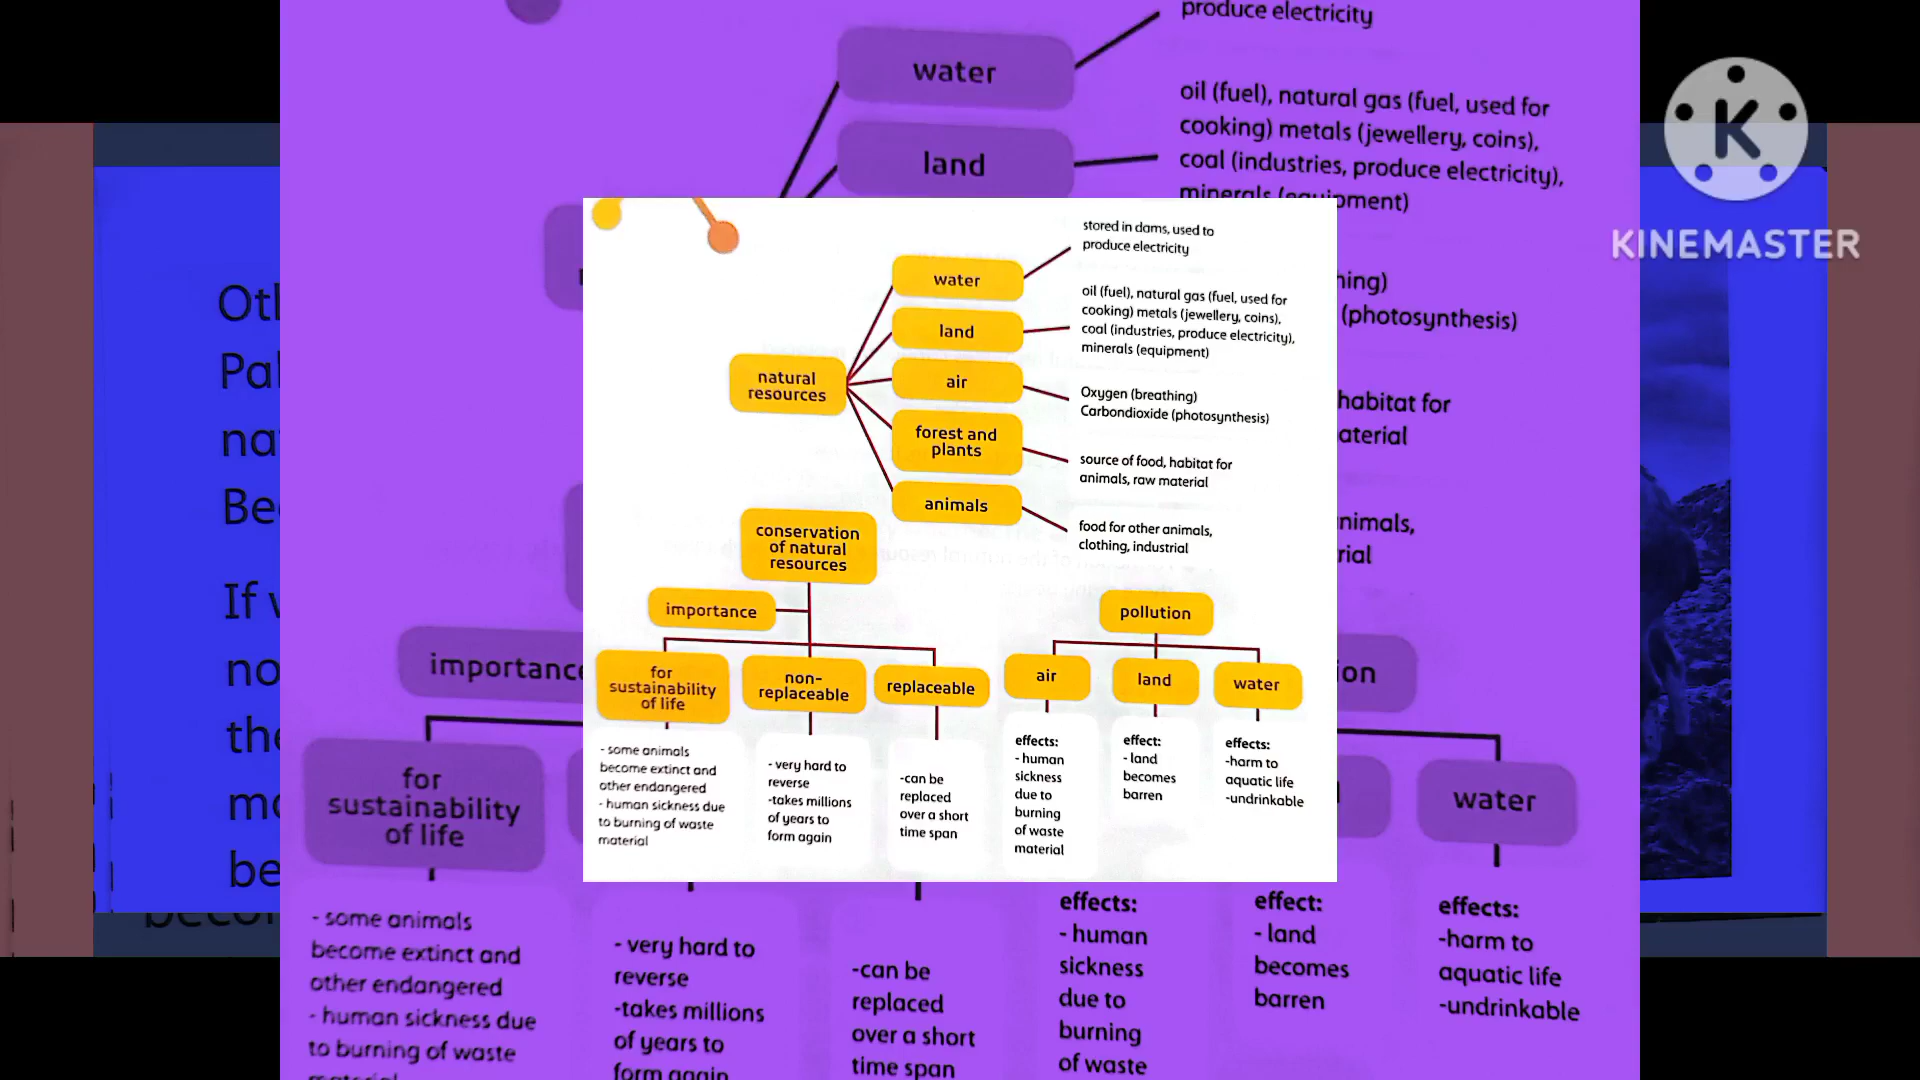 produce electricity
water
oil (fuel), natural gas (fuel, used for
cooking) metals (jewellery, coins),
land
coal (industries, produce electricity),
minerals (equipment)
KINEMASTER
stored in dams, used to
produce electricity
water
oil (fuel), natural gas (fuel, used for
cooking) metals (jewellery, coins),
land
coal (industries, produce electricity),
minerals (equipment)
natural
resources
air
Oxygen (breathing)
Carbondioxide (photosynthesis)
forest and
plants
source of food, habitat for
animals, raw material
animals
food for other animals,
clothing, industrial
conservation
of natural
resources
importance
pollution
for
sustainability
of life
non-
replaceable
replaceable
air
land
water
- some animals
become extinct and
other endangered
- human sickness due
to burning of waste
material
- very hard to
reverse
-takes millions
of years to
form again
-can be
replaced
over a short
time span
effects:
- human
sickness
due to
burning
of waste
material
effect:
- land
becomes
barren
effects:
-harm to
aquatic life
-undrinkable
(photosynthesis)
habitat for
importance
for
sustainability
of life
water
- some animals
become extinct and
other endangered
- human sickness due
to burning of waste
- very hard to
reverse
-takes millions
of years to
form again
-can be
replaced
over a short
time span
effects:
- human
sickness
due to
burning
of waste
effect:
- land
becomes
barren
effects:
-harm to
aquatic life
-undrinkable
If